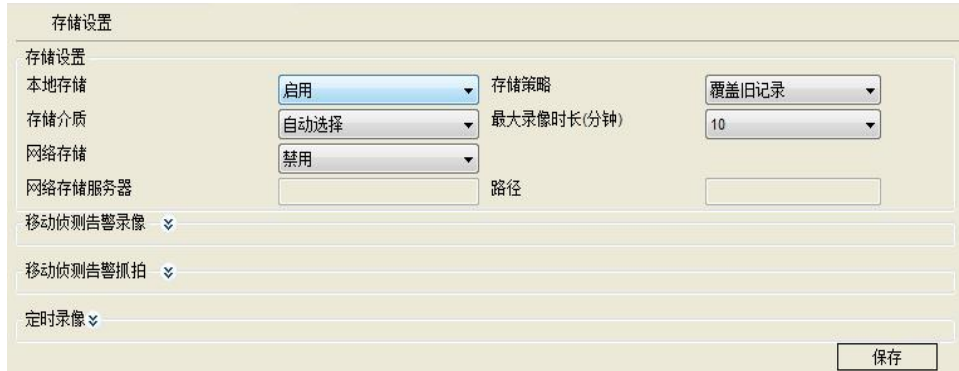 存储设置
存储设置
本地存储 启用 存储策略 覆盖旧记录
存储介质 自动选择 最大录像时长(分钟) 10
网络存储 禁用
网络存储服务器 路径
移动侦测告警录像
移动侦测告警抓拍
定时录像
保存